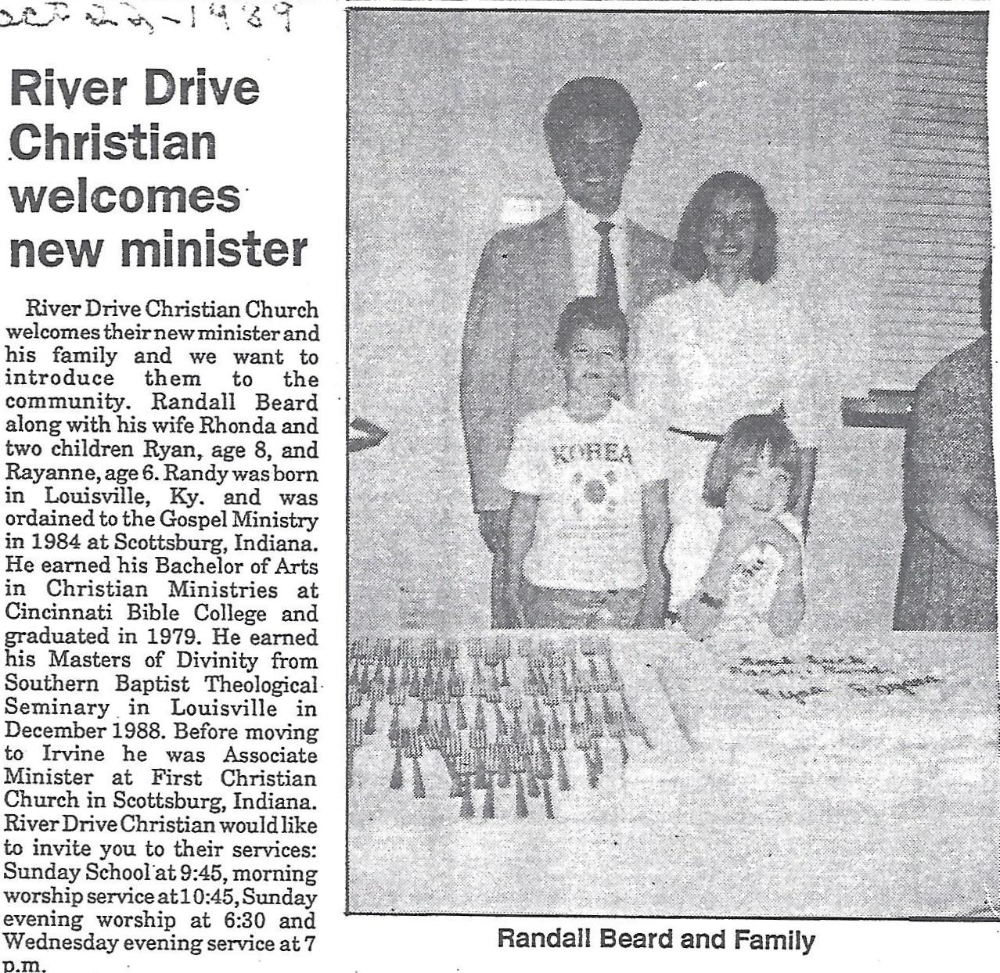 Oct 22-1989
River Drive
Christian
welcomes
new minister
River Drive Christian Church
welcomes their new minister and
his family and we want to
introduce them to the
community. Randall Beard
along with his wife Rhonda and
two children Ryan, age 8, and
Rayanne, age 6. Randy was born
in Louisville, Ky. and was
ordained to the Gospel Ministry
in 1984 at Scottsburg, Indiana.
He earned his Bachelor of Arts
in Christian Ministries at
Cincinnati Bible College and
graduated in 1979. He earned
his Masters of Divinity from
Southern Baptist Theological
Seminary in Louisville in
December 1988. Before moving
to Irvine he was Associate
Minister at First Christian
Church in Scottsburg, Indiana.
River Drive Christian would like
to invite you to their services:
Sunday School at 9:45, morning
worship service at 10:45, Sunday
evening worship at 6:30 and
Wednesday evening service at 7
p.m.
KOREA
Randall Beard and Family